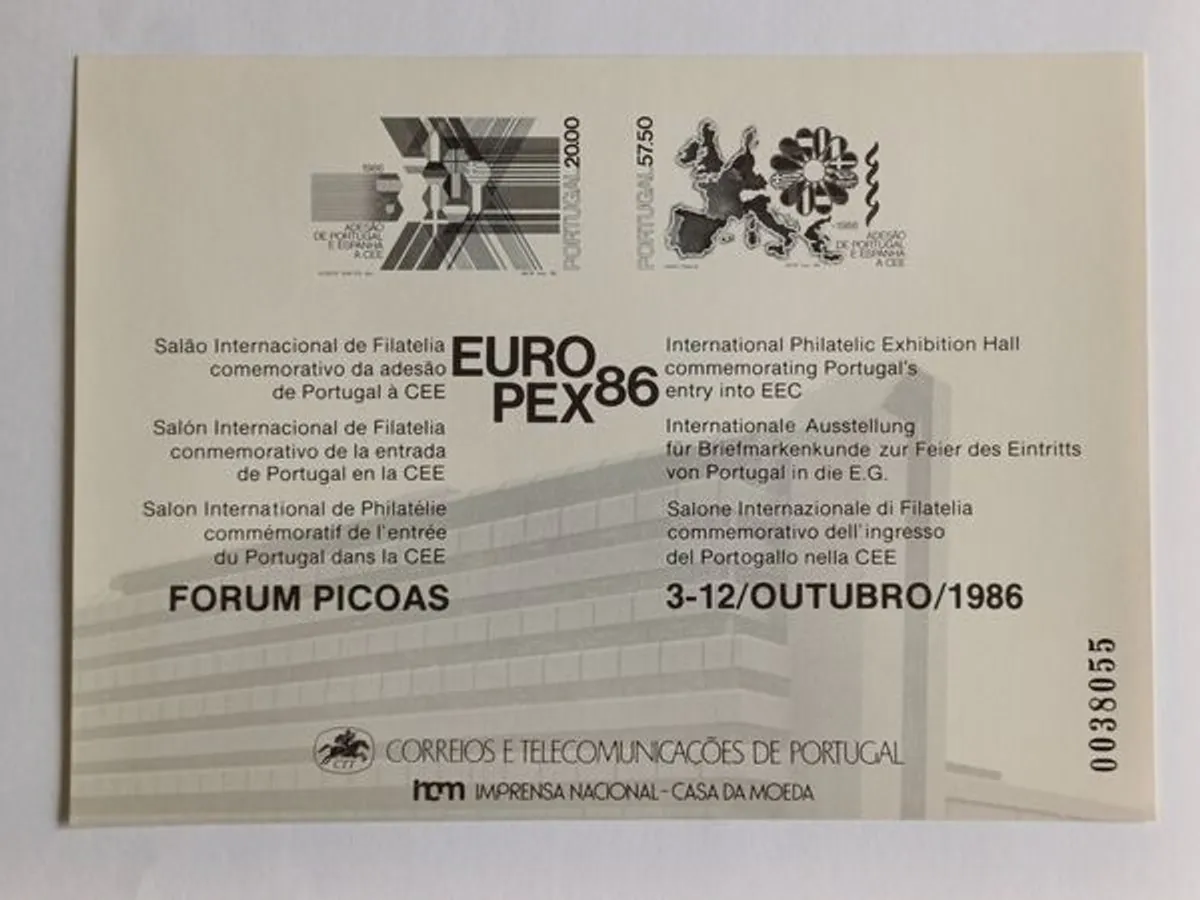 1986
ADESÃO
DE PORTUGAL
E ESPANHA
À CEE
PORTUGAL 20.00
PORTUGAL 57.50
1986
ADESÃO
DE PORTUGAL
E ESPANHA
À CEE
Salão Internacional de Filatelia
comemorativo da adesão
de Portugal à CEE
EURO
PEX 86
International Philatelic Exhibition Hall
commemorating Portugal's
entry into EEC
Salón Internacional de Filatelia
conmemorativo de la entrada
de Portugal en la CEE
Internationale Ausstellung
für Briefmarkenkunde zur Feier des Eintritts
von Portugal in die E.G.
Salon International de Philatélie
commémoratif de l'entrée
du Portugal dans la CEE
Salone Internazionale di Filatelia
commemorativo dell'ingresso
del Portogallo nella CEE
FORUM PICOAS
3-12/OUTUBRO/1986
0038055
CTT
CORREIOS E TELECOMUNICAÇÕES DE PORTUGAL
incm IMPRENSA NACIONAL - CASA DA MOEDA